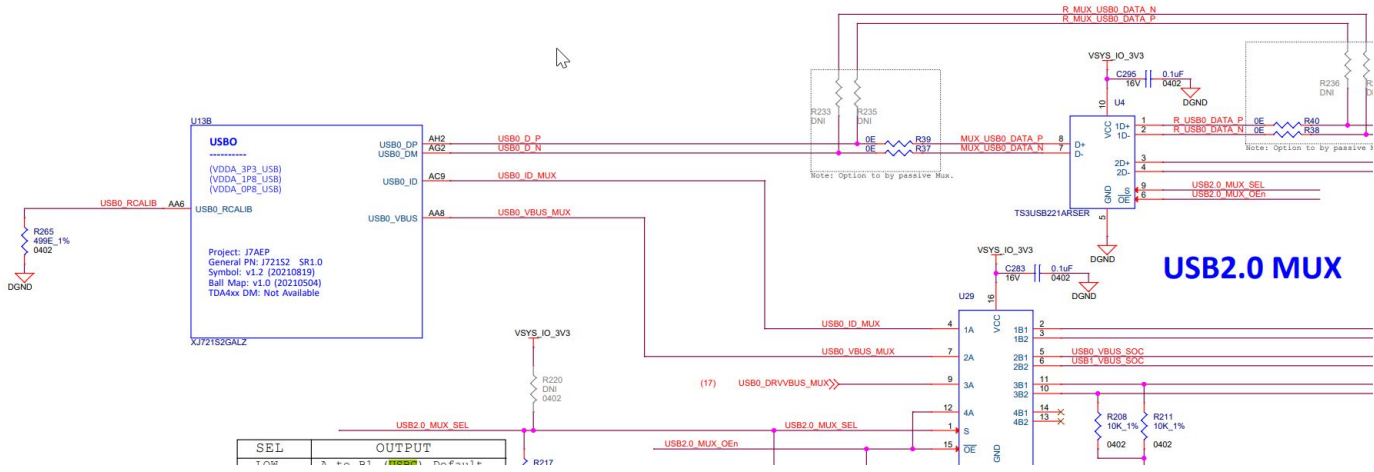 R_MUX_USB0_DATA_N
R_MUX_USB0_DATA_P
VSYS_IO_3V3
C295
0.1uF
16V
0402
DGND
R236
DNI
U4
10
VCC
R233
DNI
R235
DNI
U13B
USBO
----------
(VDDA_3P3_USB)
(VDDA_1P8_USB)
(VDDA_0P8_USB)
USB0_DP
AH2
USB0_D_P
USB0_DM
AG2
USB0_D_N
0E
R39
0E
R37
MUX_USB0_DATA_P
8
D+
MUX_USB0_DATA_N
7
D-
1D+
1
R_USB0_DATA_P
0E
R40
1D-
2
R_USB0_DATA_N
0E
R38
Note: Option to by passive M
2D+
3
2D-
4
S
9
USB2.0_MUX_SEL
OE
6
USB2.0_MUX_OEn
GND
5
TS3USB221ARSER
DGND
Note: Option to by passive Mux.
USB0_ID
AC9
USB0_ID_MUX
USB0_VBUS
AA8
USB0_VBUS_MUX
USB0_RCALIB
AA6
USB0_RCALIB
R265
499E_1%
0402
DGND
Project: J7AEP
General PN: J721S2 SR1.0
Symbol: v1.2 (20210819)
Ball Map: v1.0 (20210504)
TDA4xx DM: Not Available
XJ721S2GALZ
USB2.0 MUX
VSYS_IO_3V3
C283
0.1uF
16V
0402
DGND
U29
16
VCC
USB0_ID_MUX
4
1A
1B1
2
1B2
3
USB0_VBUS_MUX
7
2A
2B1
5
USB0_VBUS_SOC
2B2
6
USB1_VBUS_SOC
(17)
USB0_DRVVBUS_MUX
9
3A
3B1
11
3B2
10
12
4A
4B1
14
4B2
13
USB2.0_MUX_SEL
USB2.0_MUX_SEL
1
S
USB2.0_MUX_OEn
15
OE
GND
R208
10K_1%
0402
R211
10K_1%
0402
VSYS_IO_3V3
R220
DNI
0402
R217
SEL OUTPUT
LOW A to B1 (USBC) Default